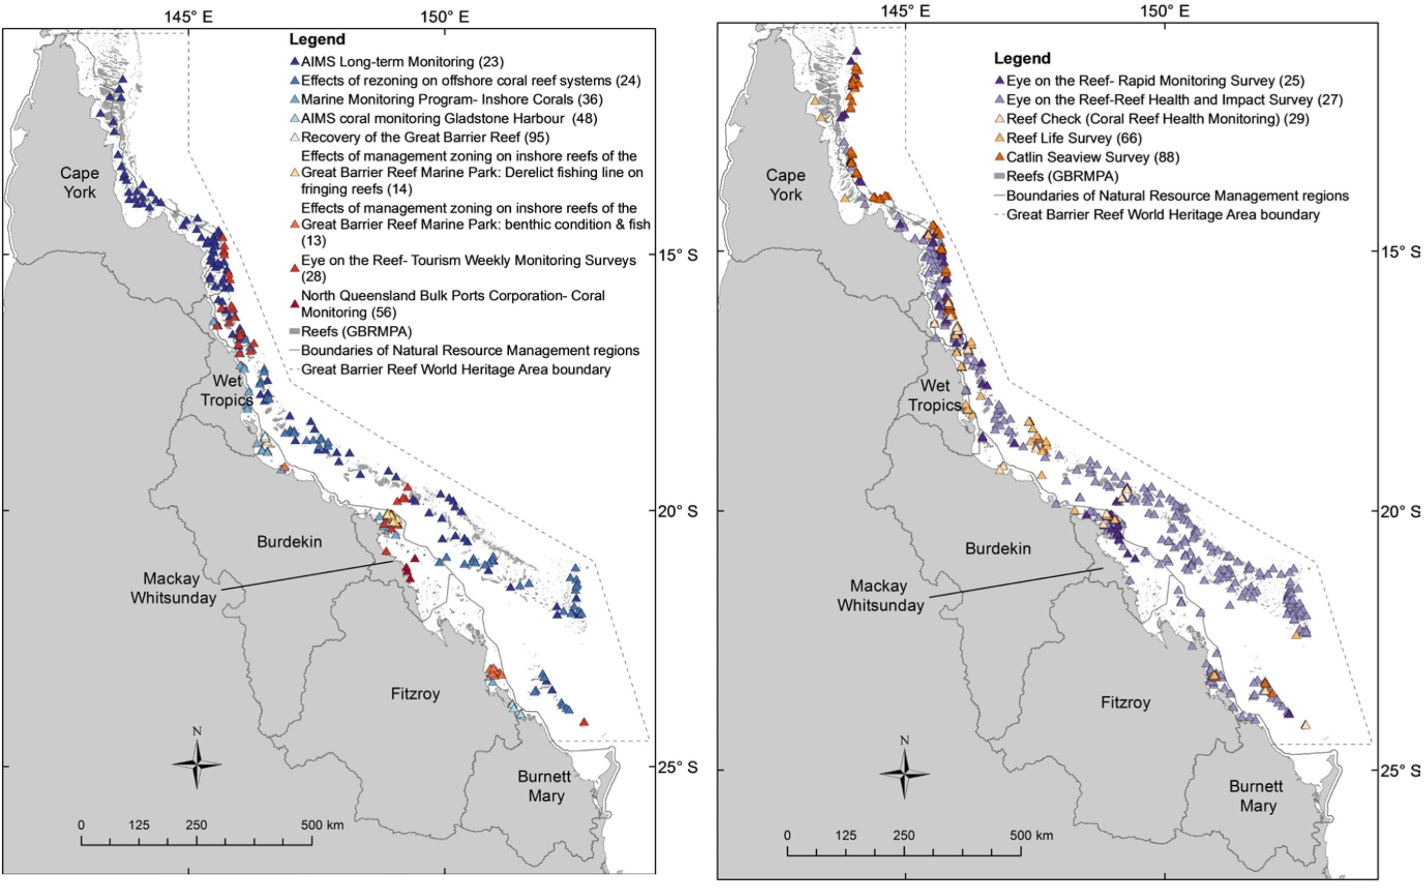 145° E
150° E
Legend
AIMS Long-term Monitoring (23)
Effects of rezoning on offshore coral reef systems (24)
Marine Monitoring Program- Inshore Corals (36)
AIMS coral monitoring Gladstone Harbour (48)
Recovery of the Great Barrier Reef (95)
Effects of management zoning on inshore reefs of the
Great Barrier Reef Marine Park: Derelict fishing line on
fringing reefs (14)
Effects of management zoning on inshore reefs of the
Great Barrier Reef Marine Park: benthic condition & fish
(13)
Eye on the Reef- Tourism Weekly Monitoring Surveys
(28)
North Queensland Bulk Ports Corporation- Coral
Monitoring (56)
Reefs (GBRMPA)
Boundaries of Natural Resource Management regions
Great Barrier Reef World Heritage Area boundary
Cape
York
Wet
Tropics
Burdekin
Mackay
Whitsunday
Fitzroy
Burnett
Mary
N
0 125 250 500 km
15° S
20° S
25° S
145° E
150° E
Legend
Eye on the Reef- Rapid Monitoring Survey (25)
Eye on the Reef-Reef Health and Impact Survey (27)
Reef Check (Coral Reef Health Monitoring) (29)
Reef Life Survey (66)
Catlin Seaview Survey (88)
Reefs (GBRMPA)
Boundaries of Natural Resource Management regions
Great Barrier Reef World Heritage Area boundary
Cape
York
Wet
Tropics
Burdekin
Mackay
Whitsunday
Fitzroy
Burnett
Mary
N
0 125 250 500 km
15° S
20° S
25° S